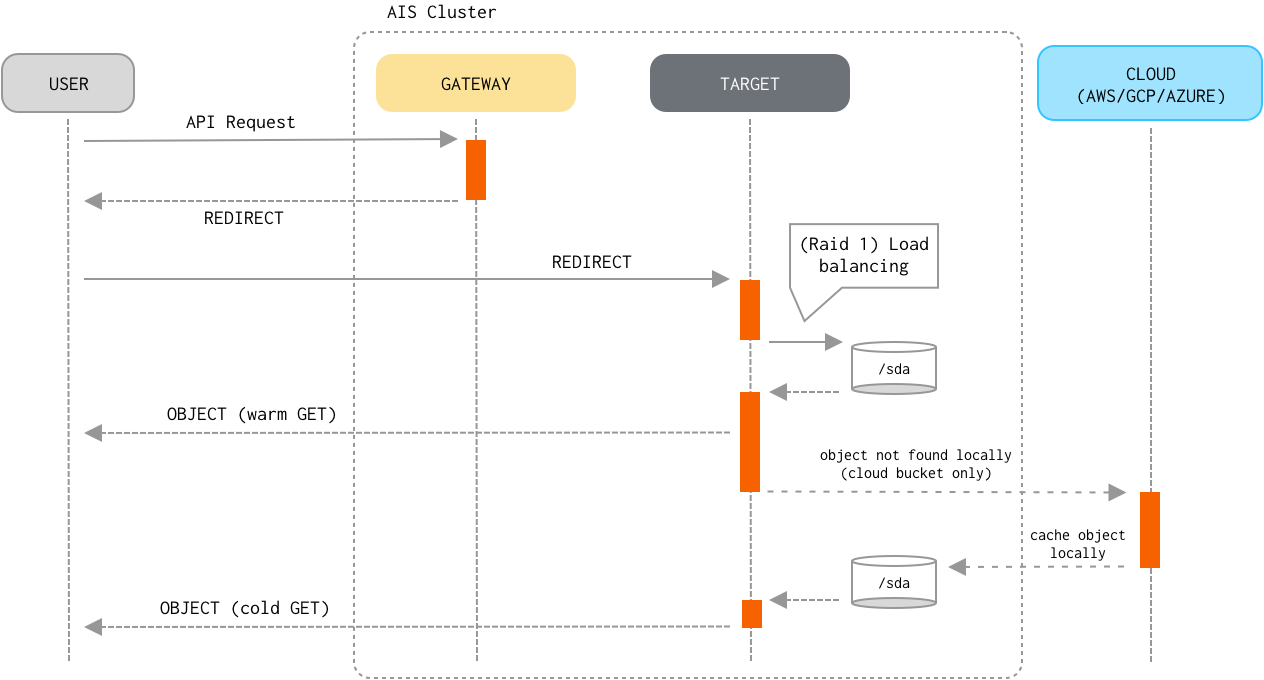 AIS Cluster
USER
GATEWAY
TARGET
CLOUD
(AWS/GCP/AZURE)
API Request
REDIRECT
(Raid 1) Load
balancing
REDIRECT
/sda
OBJECT (warm GET)
object not found locally
(cloud bucket only)
cache object
locally
/sda
OBJECT (cold GET)